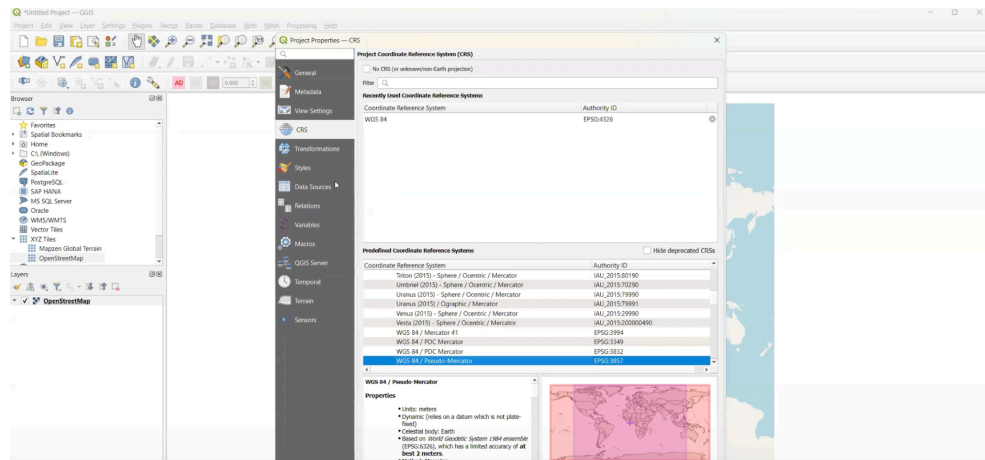 *Untitled Project — QGIS
Project Edit View Layer Settings Plugins Vector Raster Database Web Mesh Processing Help
Project Properties — CRS
General
Metadata
View Settings
CRS
Transformations
Styles
Data Sources
Relations
Variables
Macros
QGIS Server
Temporal
Terrain
Sensors
Project Coordinate Reference System (CRS)
No CRS (or unknown/non-Earth projection)
Filter
Recently Used Coordinate Reference Systems
Coordinate Reference System Authority ID
WGS 84 EPSG:4326
Predefined Coordinate Reference Systems Hide deprecated CRSs
Coordinate Reference System Authority ID
Triton (2015) - Sphere / Ocentric / Mercator IAU_2015:80190
Umbriel (2015) - Sphere / Ocentric / Mercator IAU_2015:70290
Uranus (2015) - Sphere / Ocentric / Mercator IAU_2015:79990
Uranus (2015) / Ographic / Mercator IAU_2015:79991
Venus (2015) - Sphere / Ocentric / Mercator IAU_2015:29990
Vesta (2015) - Sphere / Ocentric / Mercator IAU_2015:200000490
WGS 84 / Mercator 41 EPSG:3994
WGS 84 / PDC Mercator EPSG:3349
WGS 84 / PDC Mercator EPSG:3832
WGS 84 / Pseudo-Mercator EPSG:3857
WGS 84 / Pseudo-Mercator
Properties
Units: meters
Dynamic (relies on a datum which is not plate-
fixed)
Celestial body: Earth
Based on World Geodetic System 1984 ensemble
(EPSG:6326), which has a limited accuracy of at
best 2 meters.
0.000
Browser
Favorites
Spatial Bookmarks
Home
C:\ (Windows)
GeoPackage
SpatiaLite
PostgreSQL
SAP HANA
MS SQL Server
Oracle
WMS/WMTS
Vector Tiles
XYZ Tiles
Mapzen Global Terrain
OpenStreetMap
Layers
OpenStreetMap